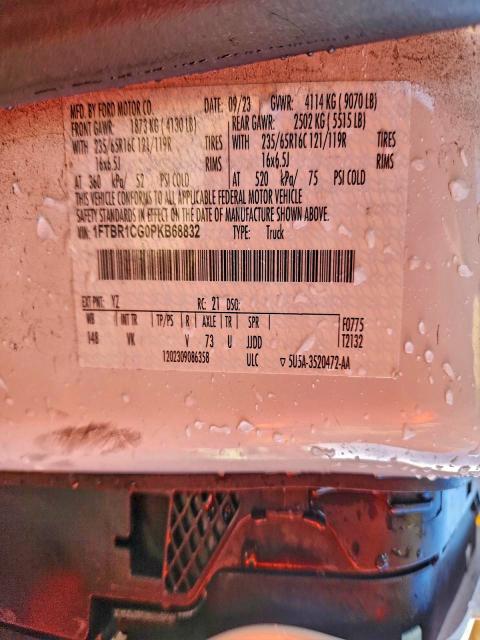 MFD. BY FORD MOTOR CO. DATE: 09/23 GVWR: 4114 KG ( 9070 LB)
FRONT GAWR: 1873 KG ( 4130 LB) REAR GAWR: 2502 KG ( 5515 LB)
WITH 235/65R16C 121/119R TIRES WITH 235/65R16C 121/119R TIRES
16x6.5J RIMS 16x6.5J RIMS
AT 360 kPa/ 52 PSI COLD AT 520 kPa/ 75 PSI COLD
THIS VEHICLE CONFORMS TO ALL APPLICABLE FEDERAL MOTOR VEHICLE
SAFETY STANDARDS IN EFFECT ON THE DATE OF MANUFACTURE SHOWN ABOVE.
VIN: 1FTBR1CG0PKB68832 TYPE: Truck
EXT PNT: YZ RC: 21 DSO:
WB INT TR TP/PS R AXLE TR SPR F0775
148 VK V 73 U JJDD T2132
1202309086358 ULC ▽ 5U5A-3520472-AA